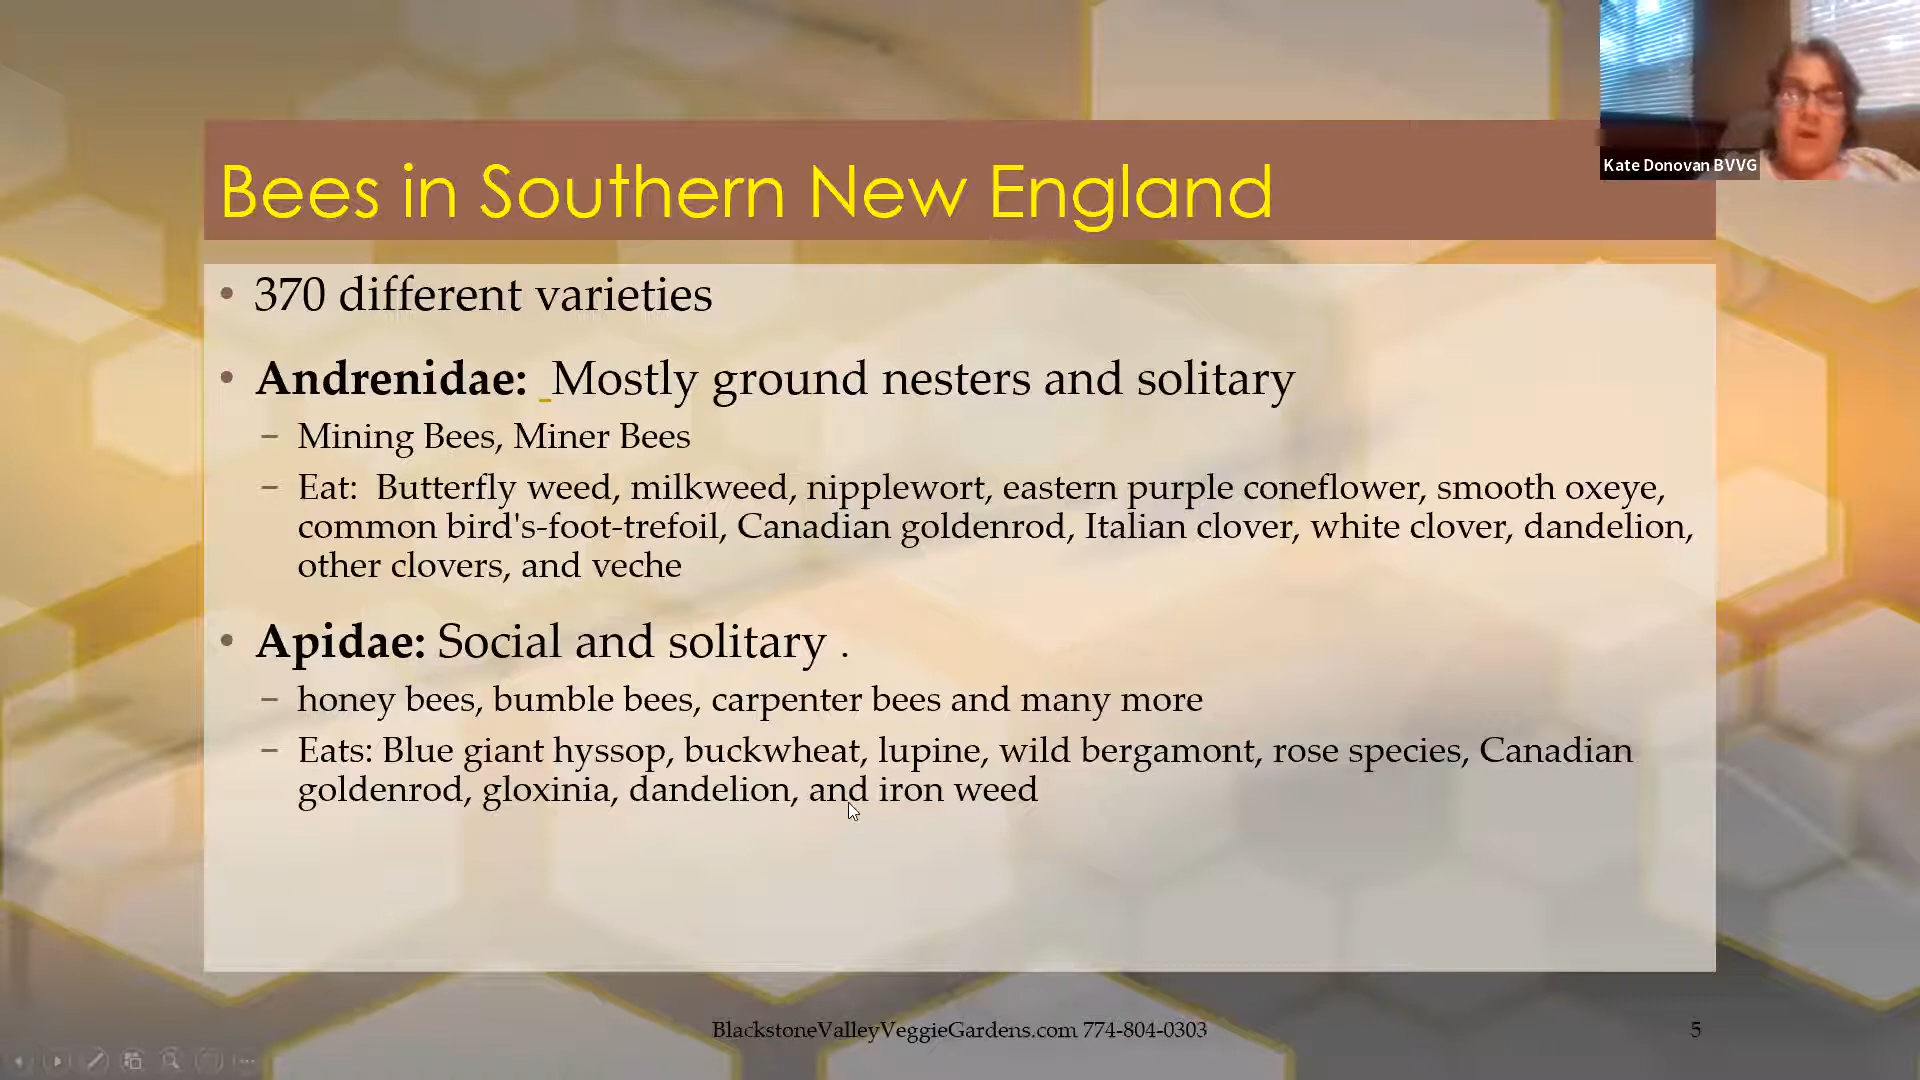 Kate Donovan BVVG
Bees in Southern New England
• 370 different varieties
• Andrenidae: Mostly ground nesters and solitary
– Mining Bees, Miner Bees
– Eat: Butterfly weed, milkweed, nipplewort, eastern purple coneflower, smooth oxeye,
common bird's-foot-trefoil, Canadian goldenrod, Italian clover, white clover, dandelion,
other clovers, and veche
• Apidae: Social and solitary .
– honey bees, bumble bees, carpenter bees and many more
– Eats: Blue giant hyssop, buckwheat, lupine, wild bergamont, rose species, Canadian
goldenrod, gloxinia, dandelion, and iron weed
BlackstoneValleyVeggieGardens.com 774-804-0303
5